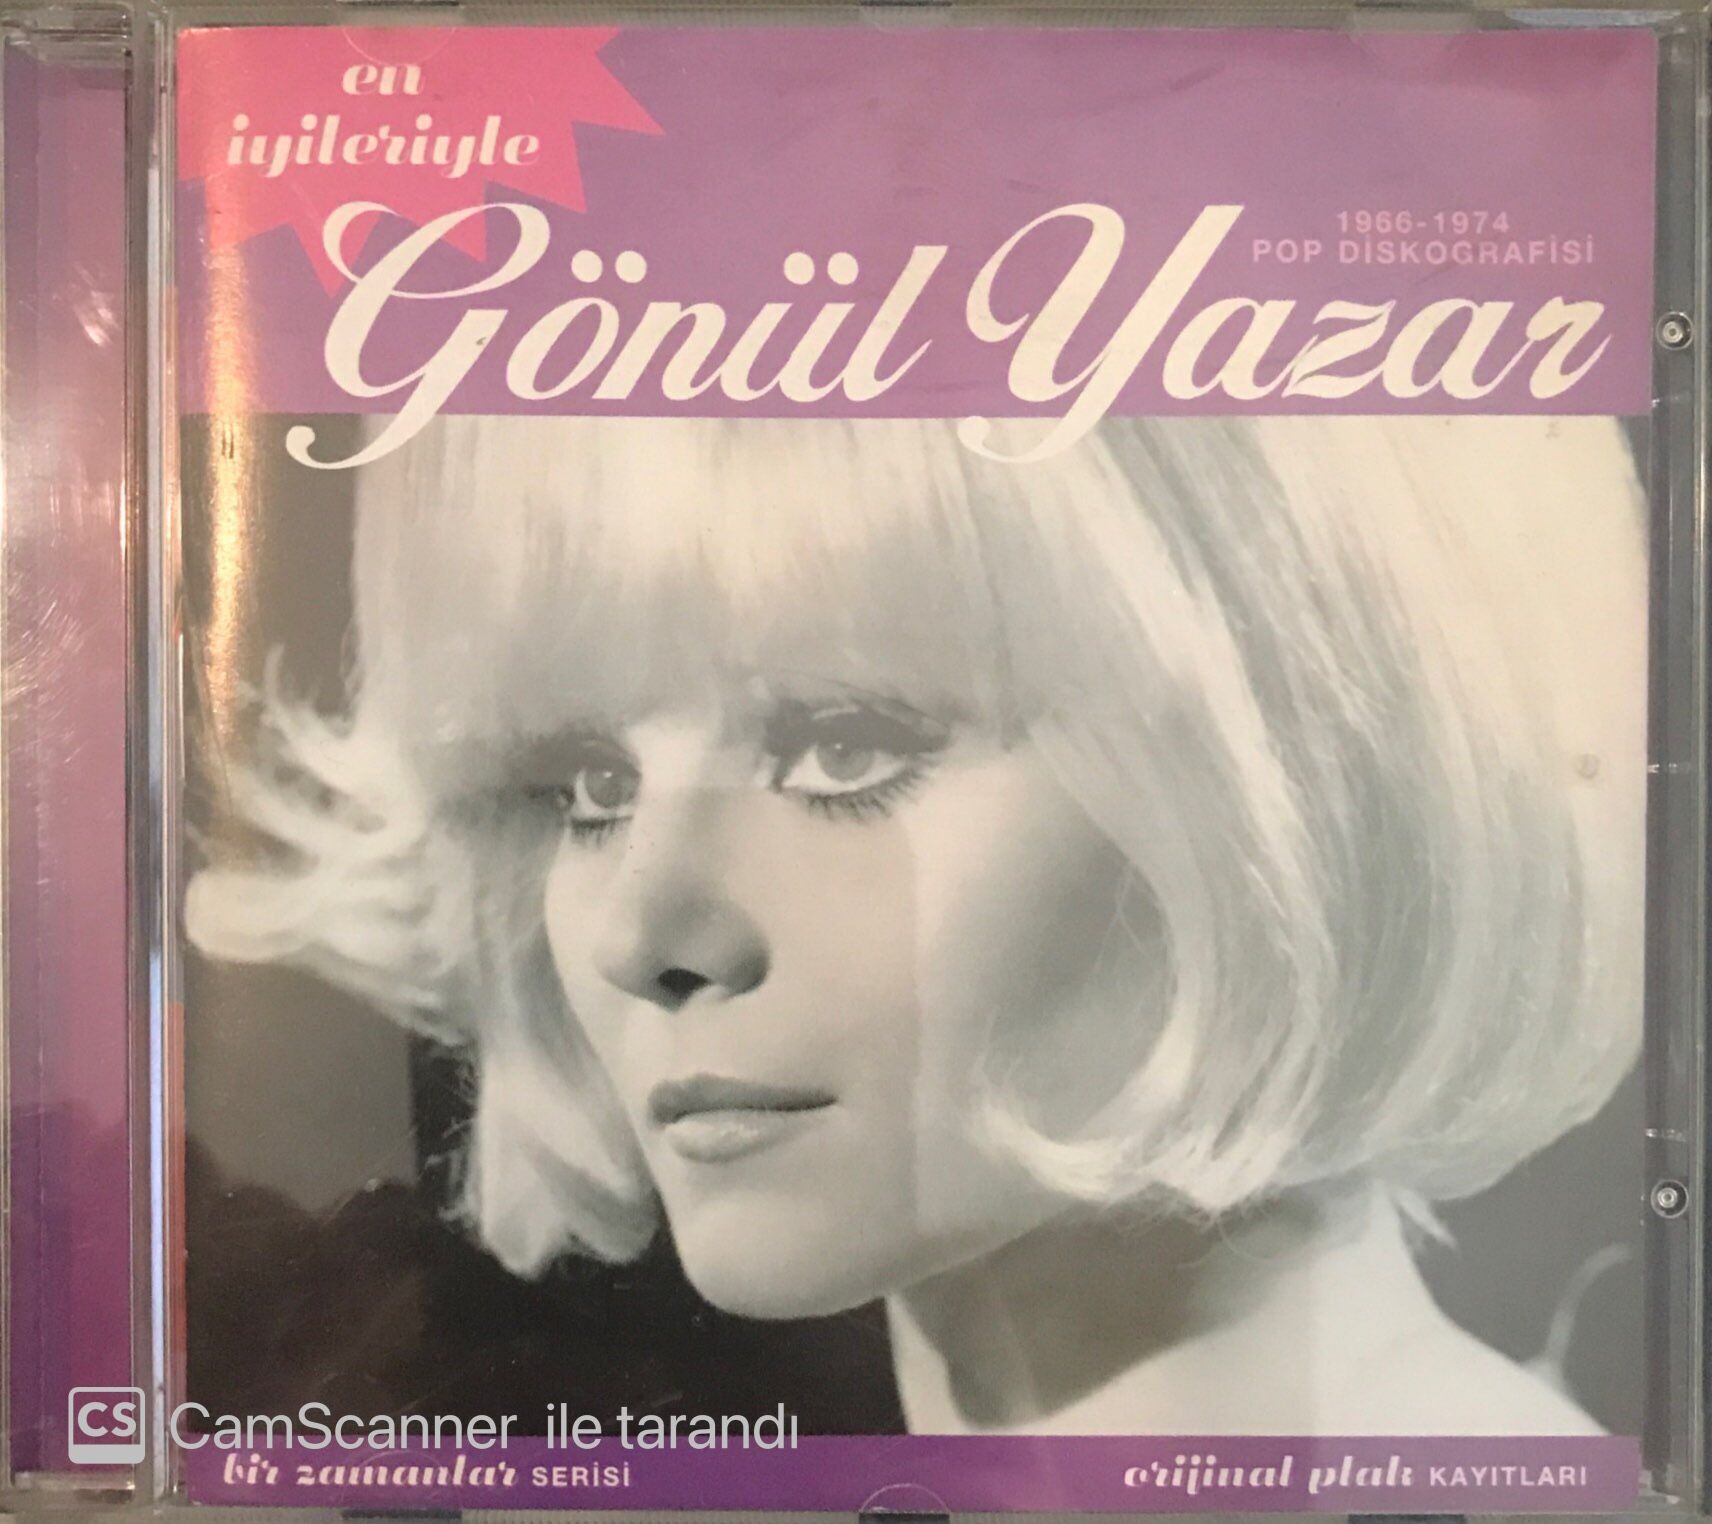 en
iyileriyle
1966-1974
POP DİSKOGRAFİSİ
Gönül Yazar
CS CamScanner ile tarandı
bir zamanlar SERİSİ
orijinal plak KAYITLARI